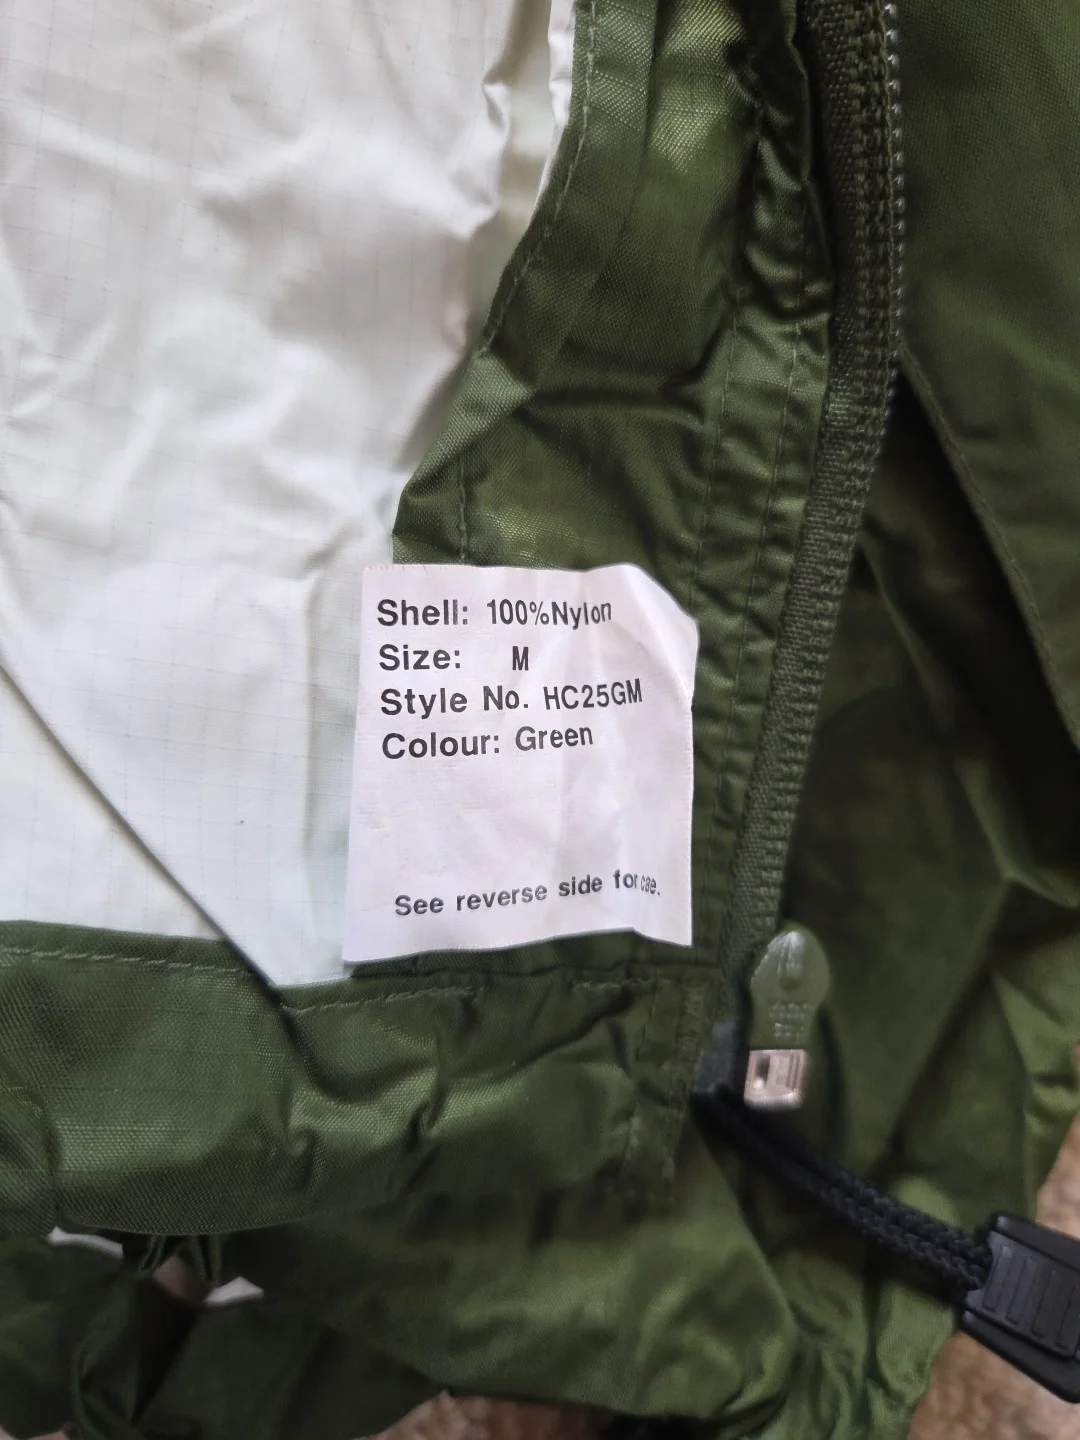 Shell: 100%Nylon
Size: M
Style No. HC25GM
Colour: Green
See reverse side for cae.